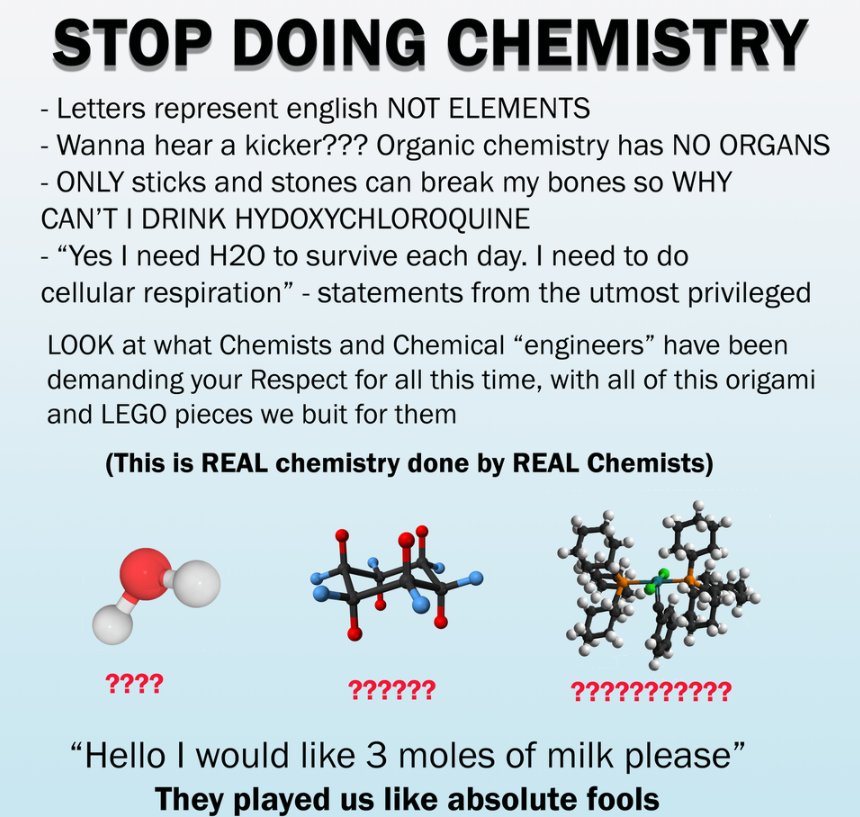 STOP DOING CHEMISTRY
- Letters represent english NOT ELEMENTS
- Wanna hear a kicker??? Organic chemistry has NO ORGANS
- ONLY sticks and stones can break my bones so WHY
CAN'T I DRINK HYDOXYCHLOROQUINE
- “Yes I need H2O to survive each day. I need to do
cellular respiration” - statements from the utmost privileged
LOOK at what Chemists and Chemical “engineers” have been
demanding your Respect for all this time, with all of this origami
and LEGO pieces we buit for them
(This is REAL chemistry done by REAL Chemists)
???? ?????? ???????????
“Hello I would like 3 moles of milk please”
They played us like absolute fools